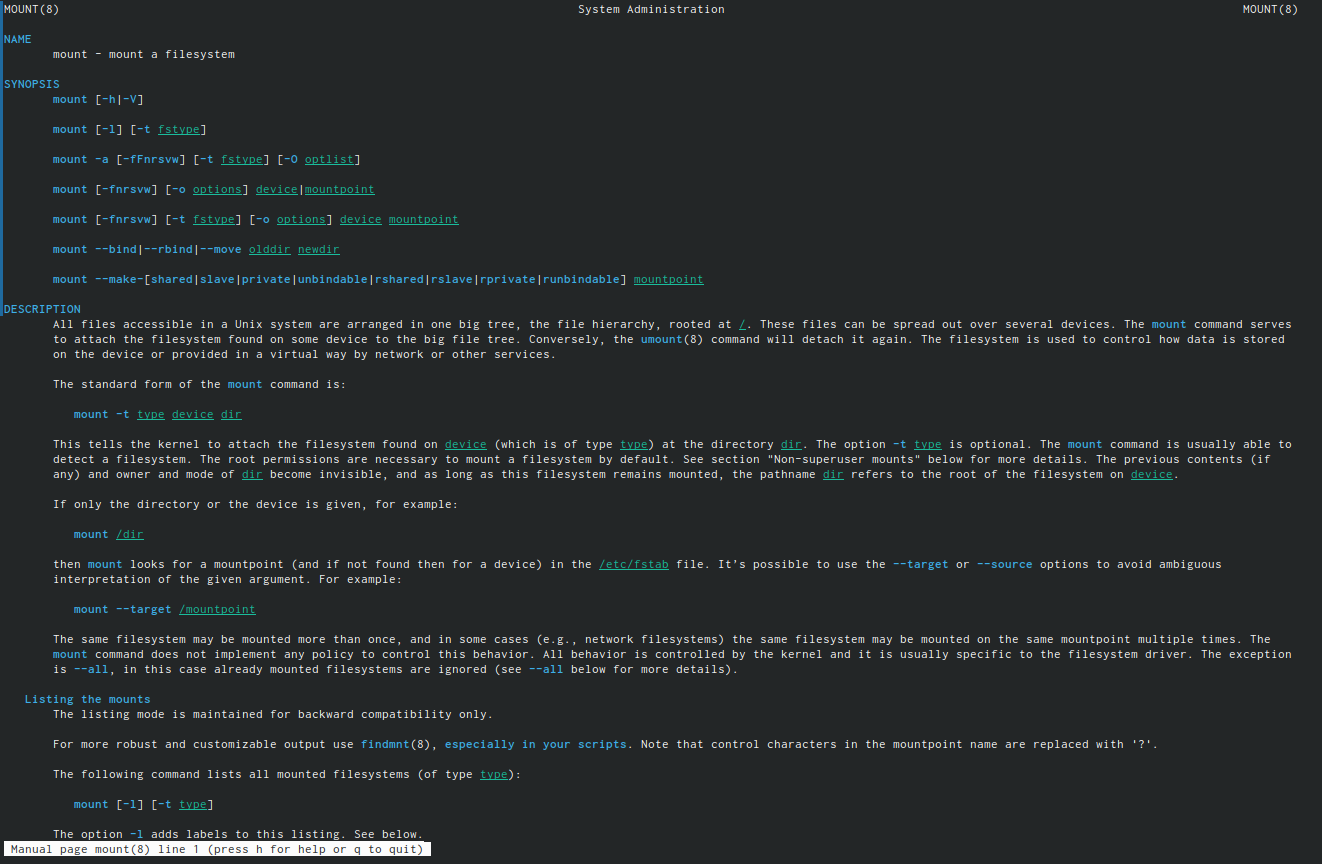 MOUNT(8) System Administration MOUNT(8)
NAME
mount - mount a filesystem
SYNOPSIS
mount [-h|-V]
mount [-l] [-t fstype]
mount -a [-fFnrsvw] [-t fstype] [-O optlist]
mount [-fnrsvw] [-o options] device|mountpoint
mount [-fnrsvw] [-t fstype] [-o options] device mountpoint
mount --bind|--rbind|--move olddir newdir
mount --make-[shared|slave|private|unbindable|rshared|rslave|rprivate|runbindable] mountpoint
DESCRIPTION
All files accessible in a Unix system are arranged in one big tree, the file hierarchy, rooted at /. These files can be spread out over several devices. The mount command serves
to attach the filesystem found on some device to the big file tree. Conversely, the umount(8) command will detach it again. The filesystem is used to control how data is stored
on the device or provided in a virtual way by network or other services.
The standard form of the mount command is:
mount -t type device dir
This tells the kernel to attach the filesystem found on device (which is of type type) at the directory dir. The option -t type is optional. The mount command is usually able to
detect a filesystem. The root permissions are necessary to mount a filesystem by default. See section "Non-superuser mounts" below for more details. The previous contents (if
any) and owner and mode of dir become invisible, and as long as this filesystem remains mounted, the pathname dir refers to the root of the filesystem on device.
If only the directory or the device is given, for example:
mount /dir
then mount looks for a mountpoint (and if not found then for a device) in the /etc/fstab file. It’s possible to use the --target or --source options to avoid ambiguous
interpretation of the given argument. For example:
mount --target /mountpoint
The same filesystem may be mounted more than once, and in some cases (e.g., network filesystems) the same filesystem may be mounted on the same mountpoint multiple times. The
mount command does not implement any policy to control this behavior. All behavior is controlled by the kernel and it is usually specific to the filesystem driver. The exception
is --all, in this case already mounted filesystems are ignored (see --all below for more details).
Listing the mounts
The listing mode is maintained for backward compatibility only.
For more robust and customizable output use findmnt(8), especially in your scripts. Note that control characters in the mountpoint name are replaced with '?'.
The following command lists all mounted filesystems (of type type):
mount [-l] [-t type]
The option -l adds labels to this listing. See below.
Manual page mount(8) line 1 (press h for help or q to quit)